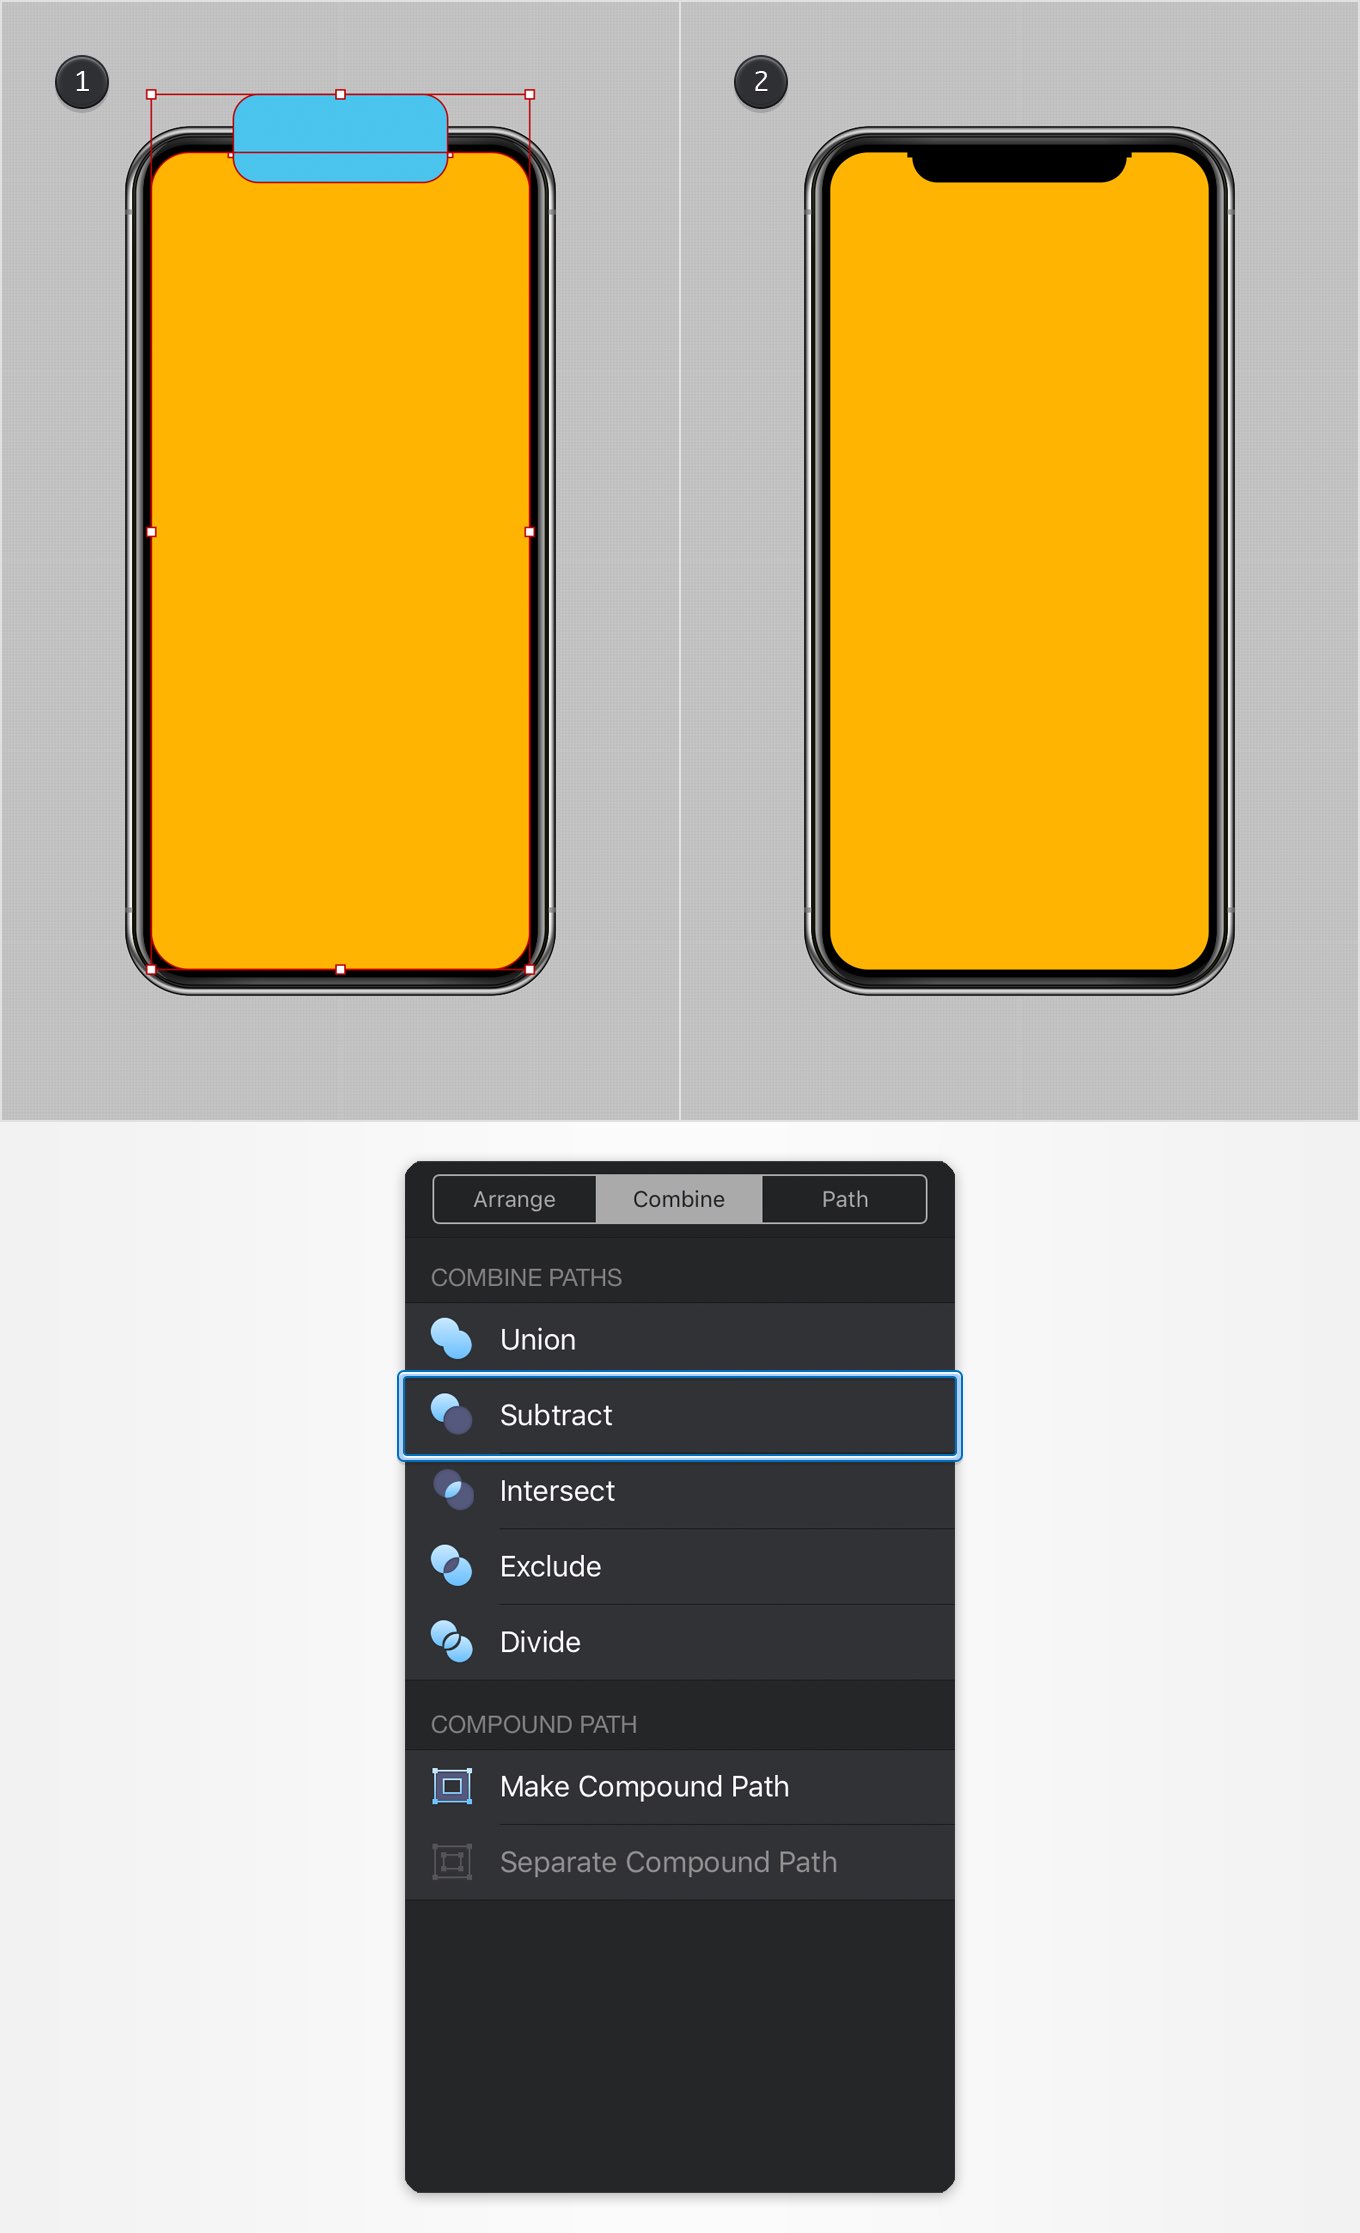 1
2
Arrange
Combine
Path
COMBINE PATHS
Union
Subtract
Intersect
Exclude
Divide
COMPOUND PATH
Make Compound Path
Separate Compound Path